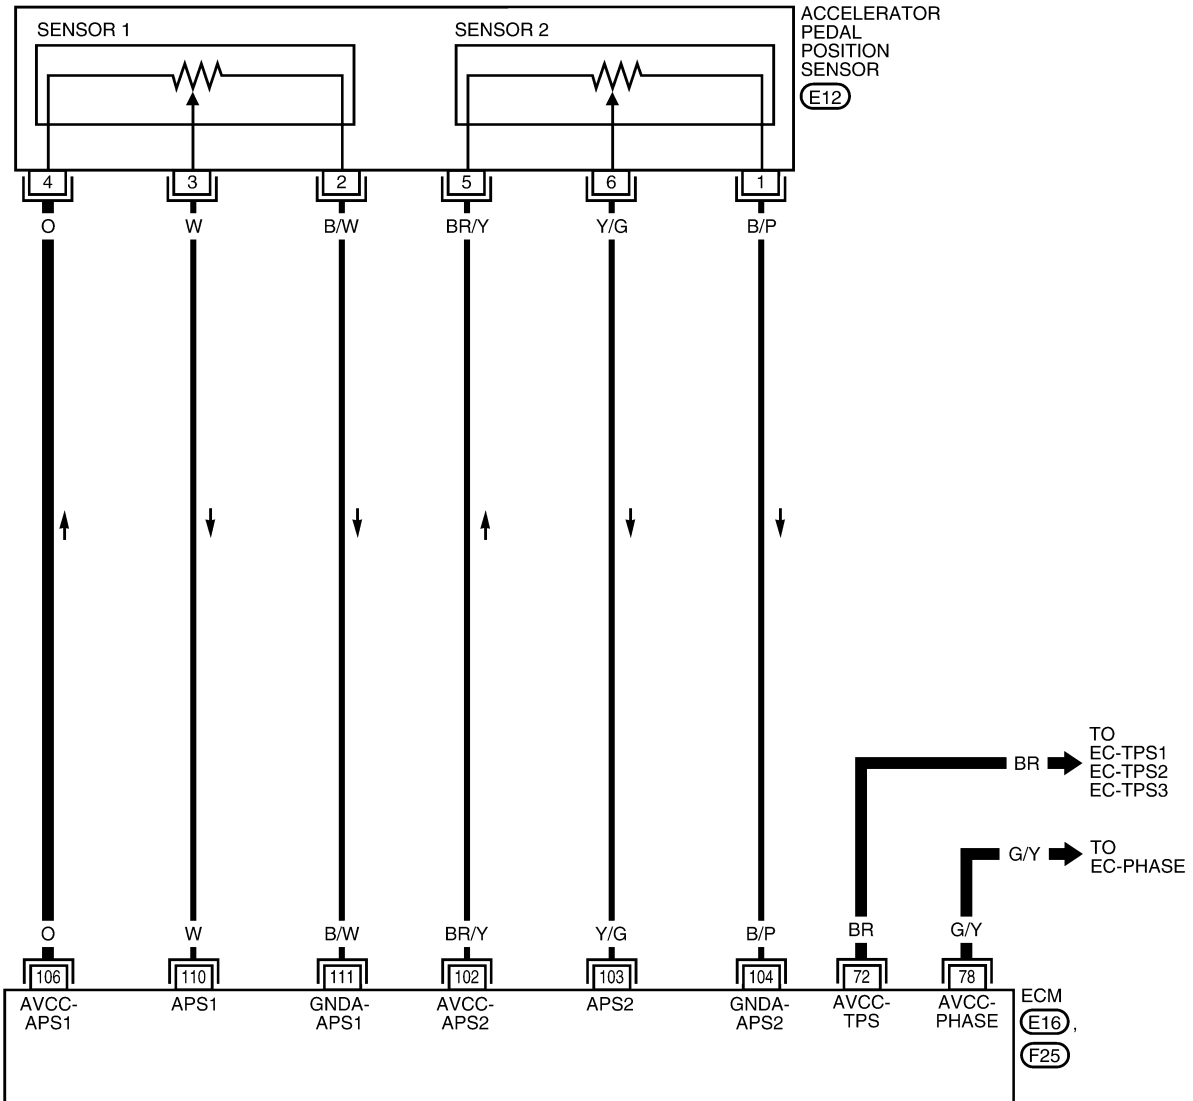 SENSOR 1
SENSOR 2
ACCELERATOR
PEDAL
POSITION
SENSOR
E12
4
3
2
5
6
1
O
W
B/W
BR/Y
Y/G
B/P
TO
EC-TPS1
BR
EC-TPS2
EC-TPS3
G/Y
TO
EC-PHASE
O
W
B/W
BR/Y
Y/G
B/P
BR
G/Y
106
110
111
102
103
104
72
78
AVCC-
APS1
APS1
GNDA-
APS1
AVCC-
APS2
APS2
GNDA-
APS2
AVCC-
TPS
AVCC-
PHASE
ECM
E16 ,
F25